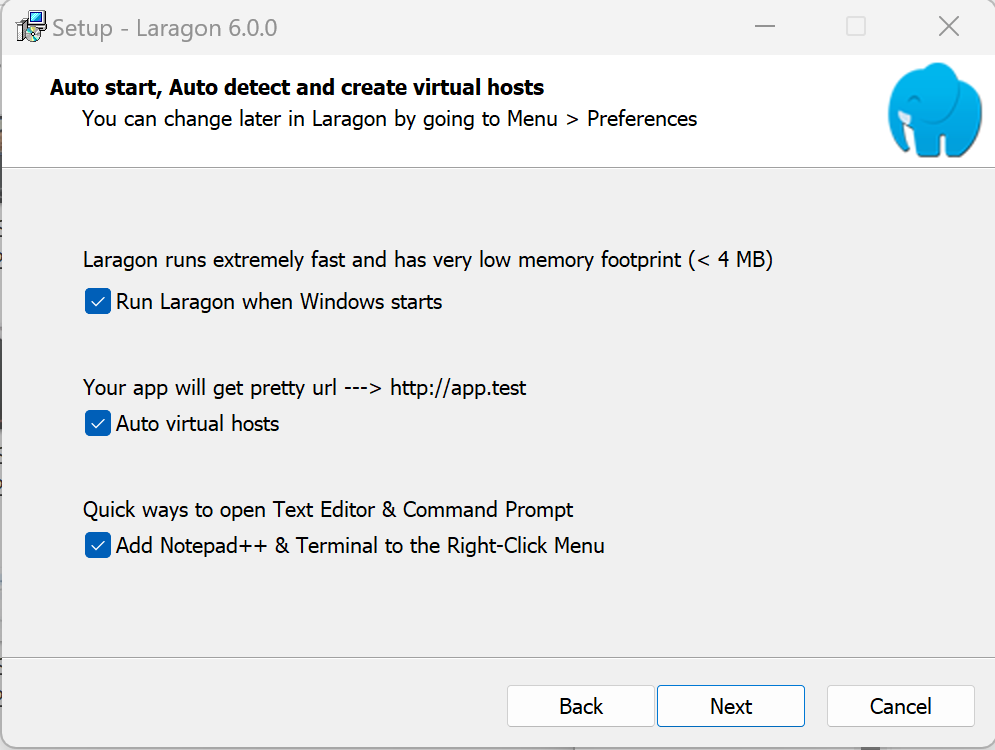 Setup - Laragon 6.0.0
Auto start, Auto detect and create virtual hosts
You can change later in Laragon by going to Menu > Preferences
Laragon runs extremely fast and has very low memory footprint (< 4 MB)
Run Laragon when Windows starts
Your app will get pretty url ---> http://app.test
Auto virtual hosts
Quick ways to open Text Editor & Command Prompt
Add Notepad++ & Terminal to the Right-Click Menu
Back
Next
Cancel